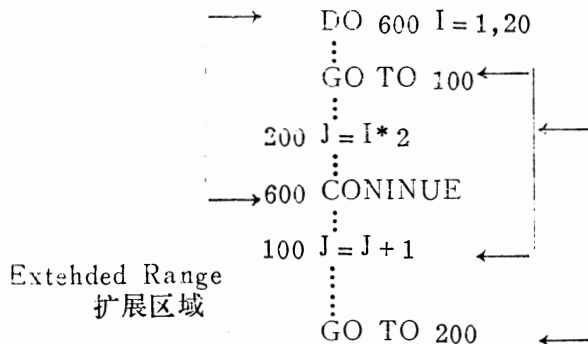 DO 600 I=1,20
GO TO 100
200 J=I*2
600 CONINUE
100 J=J+1
Extehded Range
扩展区域
GO TO 200